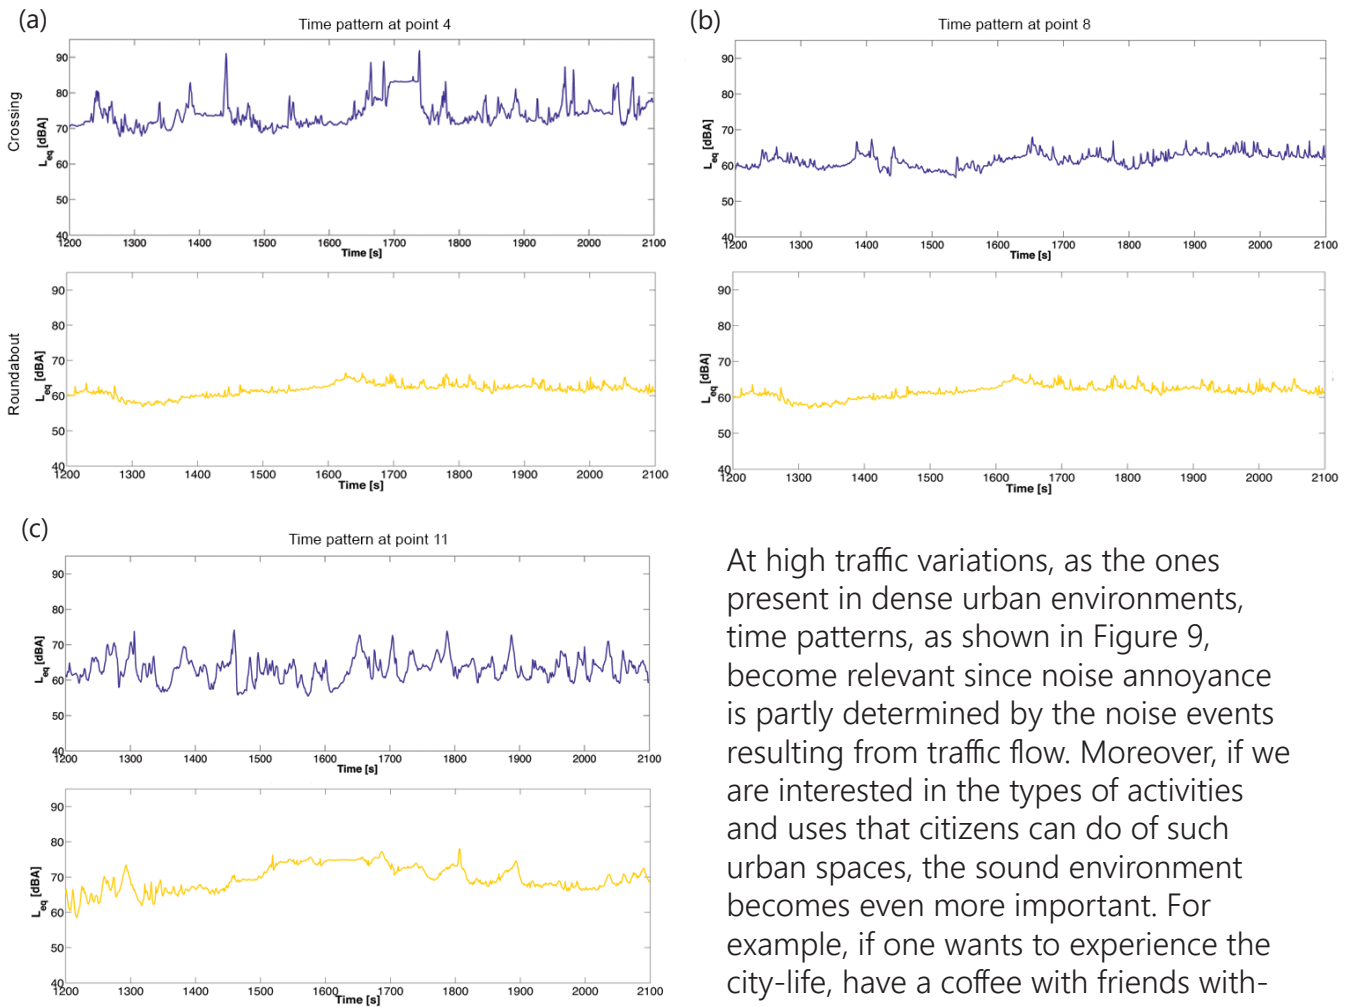 (a)
Time pattern at point 4
Crossing
L_eq [dBA]
90
80
70
60
50
40
1200 1300 1400 1500 1600 1700 1800 1900 2000 2100
Time [s]
Roundabout
L_eq [dBA]
90
80
70
60
50
40
1200 1300 1400 1500 1600 1700 1800 1900 2000 2100
Time [s]
(b)
Time pattern at point 8
L_eq [dBA]
90
80
70
60
50
40
1200 1300 1400 1500 1600 1700 1800 1900 2000 2100
Time [s]
L_eq [dBA]
90
80
70
60
50
40
1200 1300 1400 1500 1600 1700 1800 1900 2000 2100
Time [s]
(c)
Time pattern at point 11
L_eq [dBA]
90
80
70
60
50
40
1200 1300 1400 1500 1600 1700 1800 1900 2000 2100
Time [s]
L_eq [dBA]
90
80
70
60
50
40
1200 1300 1400 1500 1600 1700 1800 1900 2000 2100
Time [s]
At high traffic variations, as the ones
present in dense urban environments,
time patterns, as shown in Figure 9,
become relevant since noise annoyance
is partly determined by the noise events
resulting from traffic flow. Moreover, if we
are interested in the types of activities
and uses that citizens can do of such
urban spaces, the sound environment
becomes even more important. For
example, if one wants to experience the
city-life, have a coffee with friends with-